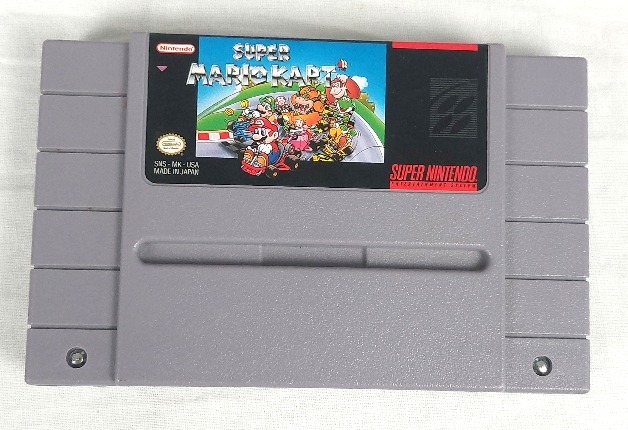 Nintendo
SUPER
MARIO KART
SNS - MK - USA
MADE IN JAPAN
SUPER NINTENDO
ENTERTAINMENT SYSTEM